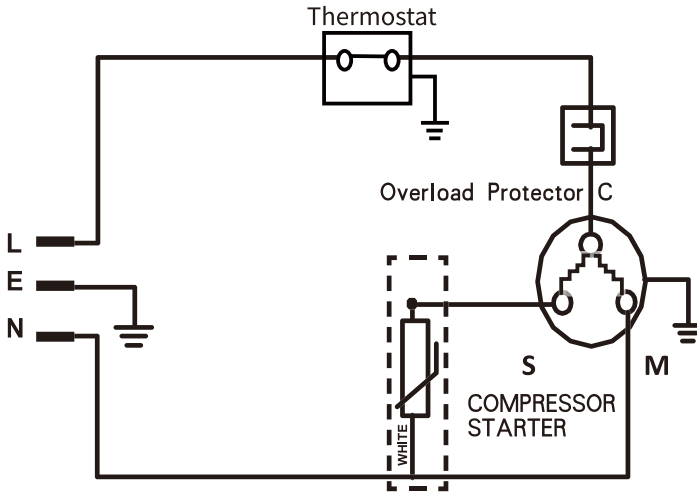 Thermostat
Overload Protector C
L
E
N
S
M
COMPRESSOR
STARTER
WHITE